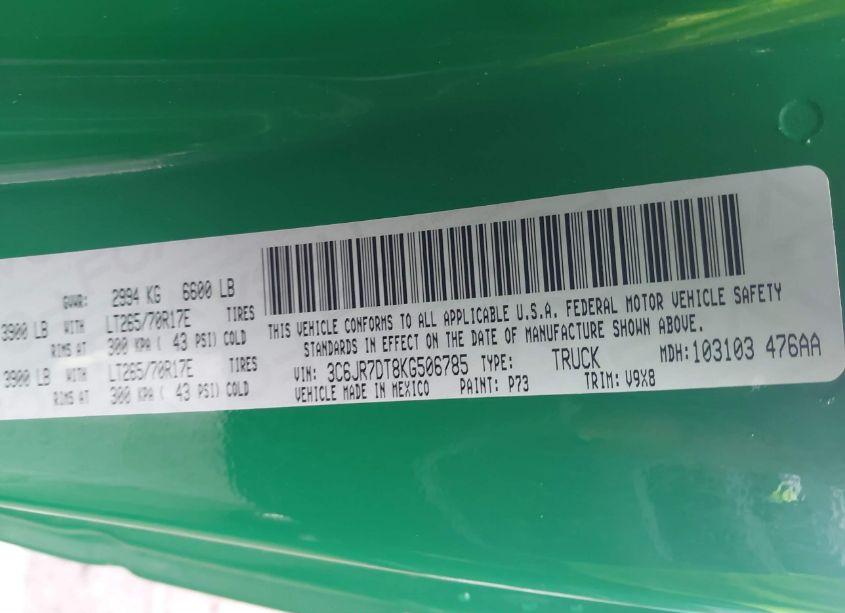 GVWR: 2994 KG 6600 LB
3900 LB WITH LT265/70R17E TIRES
RIMS AT 300 KPA ( 43 PSI) COLD
3900 LB WITH LT265/70R17E TIRES
RIMS AT 300 KPA ( 43 PSI) COLD
THIS VEHICLE CONFORMS TO ALL APPLICABLE U.S.A. FEDERAL MOTOR VEHICLE SAFETY
STANDARDS IN EFFECT ON THE DATE OF MANUFACTURE SHOWN ABOVE.
VIN: 3C6JR7DT8KG506785 TYPE: TRUCK MDH: 103103 476AA
VEHICLE MADE IN MEXICO PAINT: P73 TRIM: V9X8